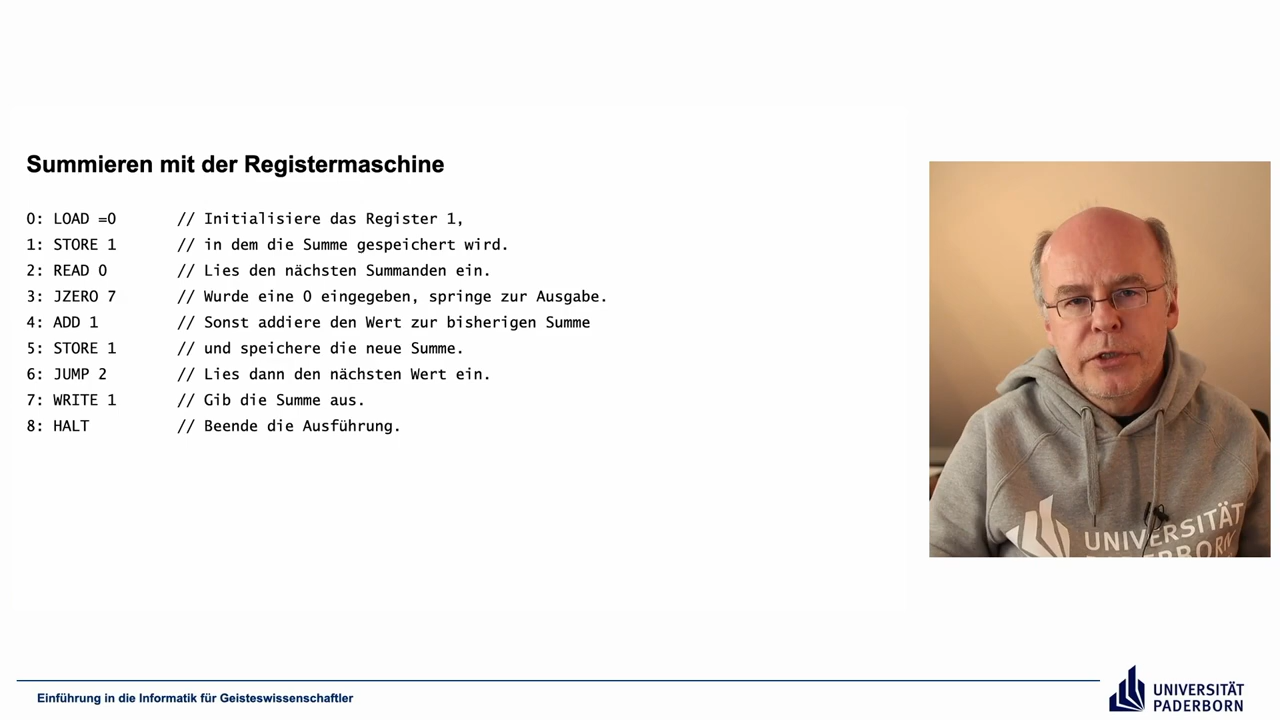 Summieren mit der Registermaschine
0: LOAD =0 // Initialisiere das Register 1,
1: STORE 1 // in dem die Summe gespeichert wird.
2: READ 0 // Lies den nächsten Summanden ein.
3: JZERO 7 // Wurde eine 0 eingegeben, springe zur Ausgabe.
4: ADD 1 // Sonst addiere den Wert zur bisherigen Summe
5: STORE 1 // und speichere die neue Summe.
6: JUMP 2 // Lies dann den nächsten Wert ein.
7: WRITE 1 // Gib die Summe aus.
8: HALT // Beende die Ausführung.
UNIVERSITÄT
PADERBORN
Einführung in die Informatik für Geisteswissenschaftler
UNIVERSITÄT
PADERBORN